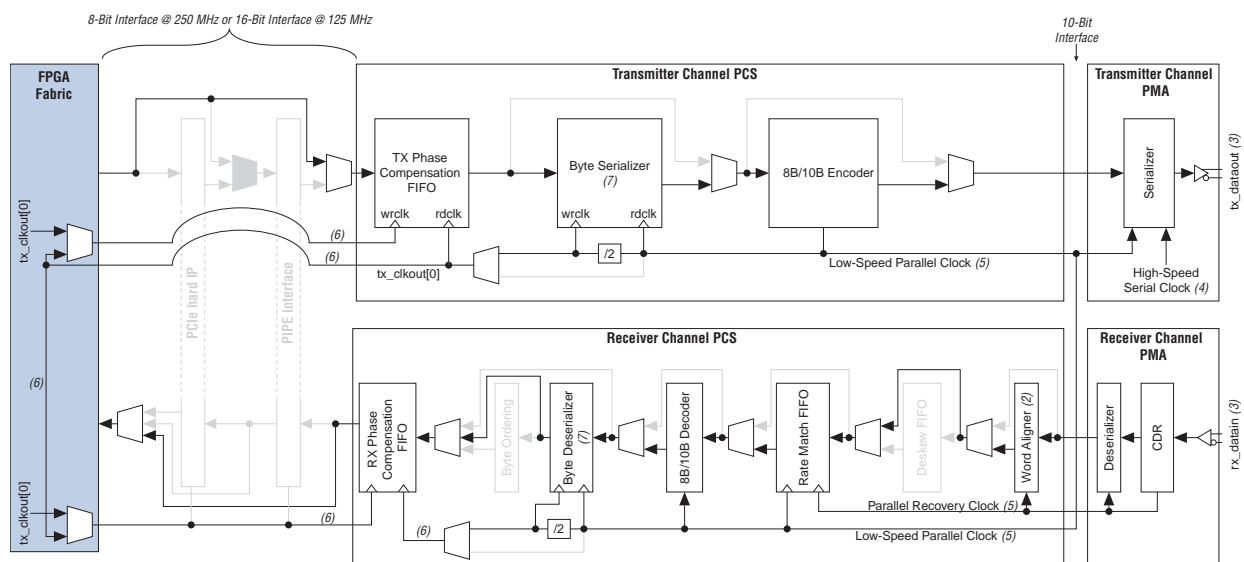 8-Bit Interface @ 250 MHz or 16-Bit Interface @ 125 MHz
10-Bit
Interface
FPGA
Fabric
Transmitter Channel PCS
Transmitter Channel
PMA
TX Phase
Compensation
FIFO
wrclk
rdclk
Byte Serializer
(7)
wrclk
rdclk
8B/10B Encoder
Serializer
tx_dataout (3)
tx_clkout[0]
(6)
(6)
tx_clkout[0]
/2
Low-Speed Parallel Clock (5)
High-Speed
Serial Clock (4)
PCIe hard IP
PIPE Interface
(6)
Receiver Channel PCS
Receiver Channel
PMA
RX Phase
Compensation
FIFO
Byte Ordering
Byte Deserializer
(7)
8B/10B Decoder
Rate Match FIFO
Deskew FIFO
Word Aligner (2)
Deserializer
CDR
rx_datain (3)
tx_clkout[0]
(6)
(6)
/2
Parallel Recovery Clock (5)
Low-Speed Parallel Clock (5)